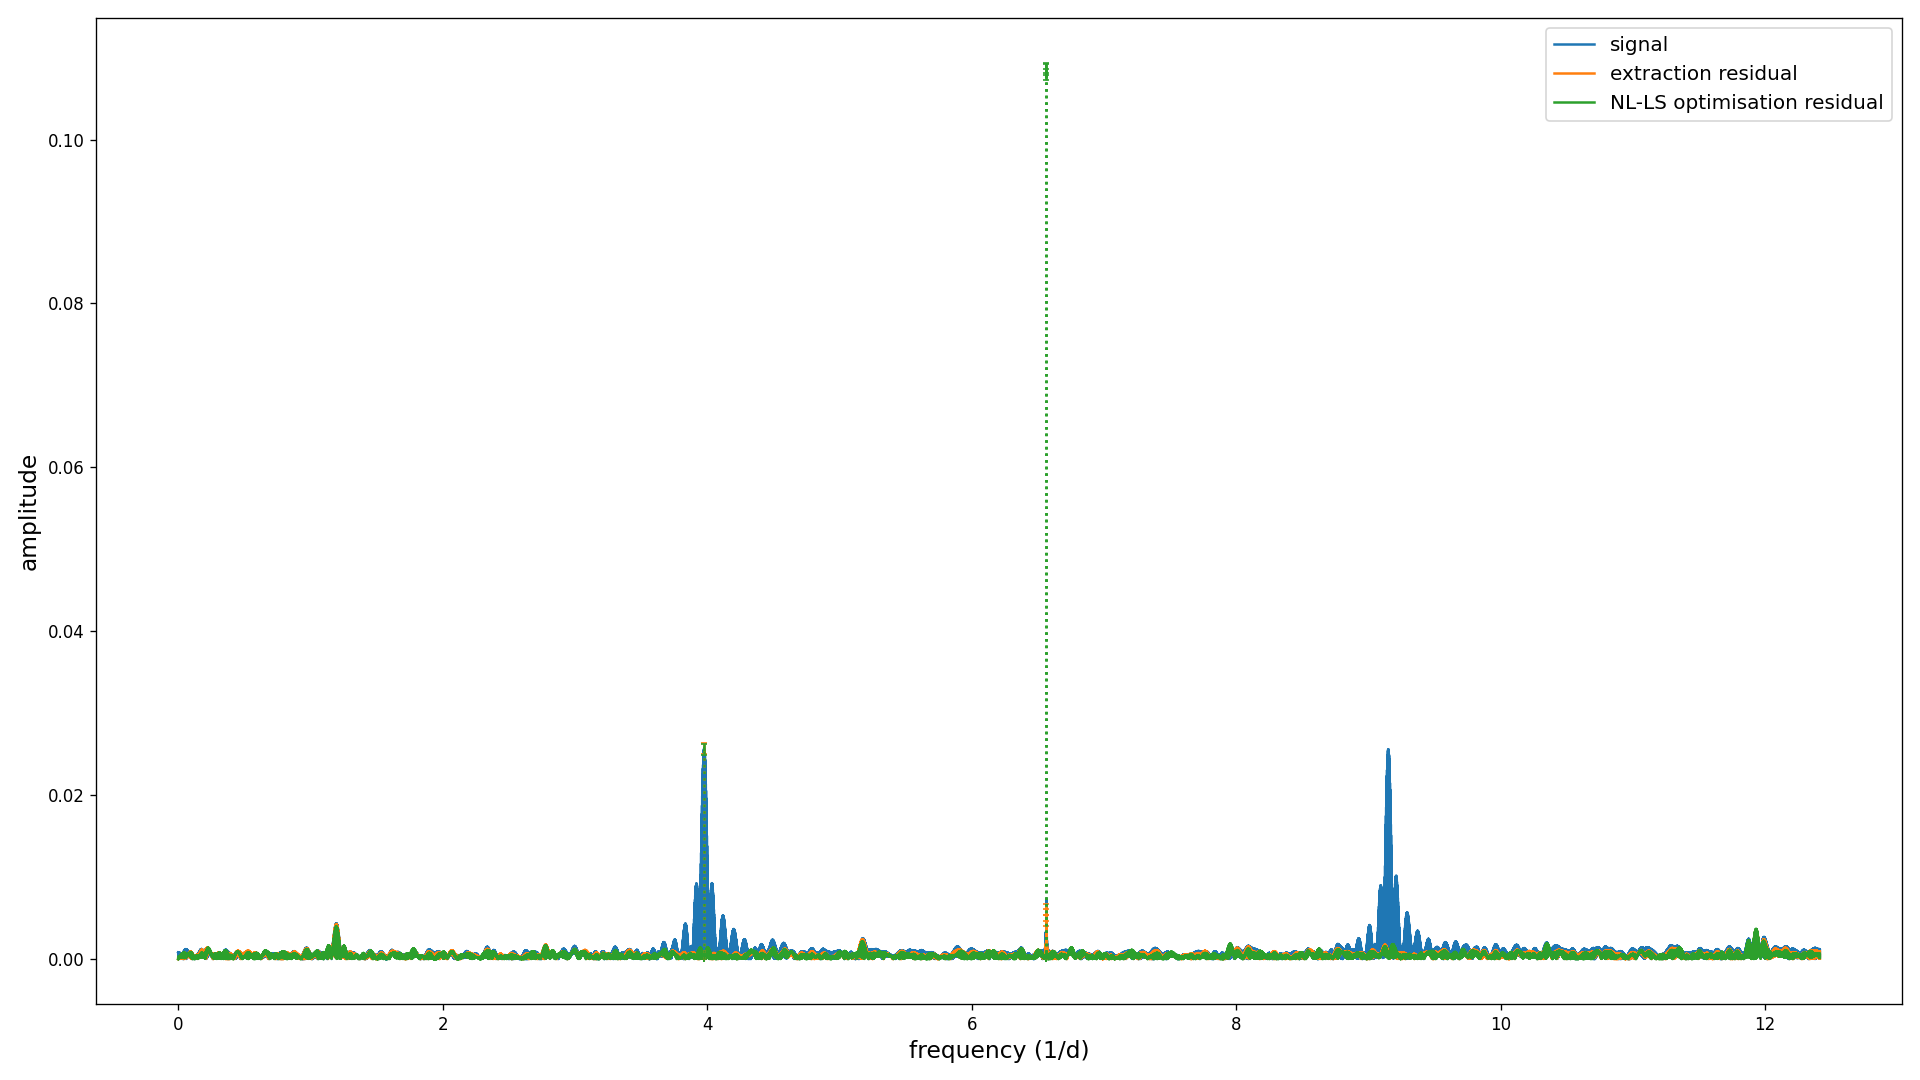 signal
extraction residual
NL-LS optimisation residual
amplitude
0.10
0.08
0.06
0.04
0.02
0.00
0 2 4 6 8 10 12
frequency (1/d)